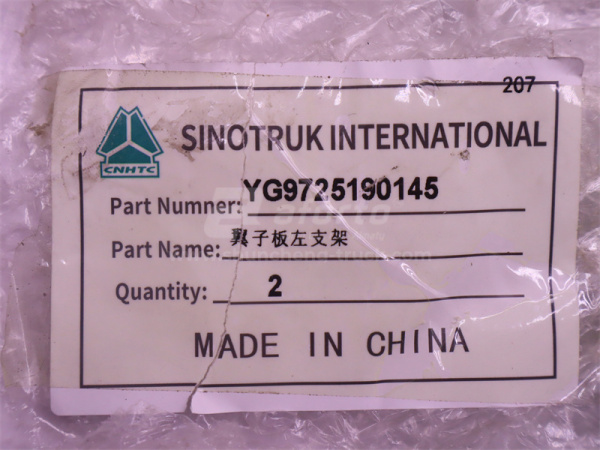 207
SINOTRUK INTERNATIONAL
CNHTC
Part Numner: YG9725190145
Part Name: 翼子板左支架
Quantity: 2
MADE IN CHINA